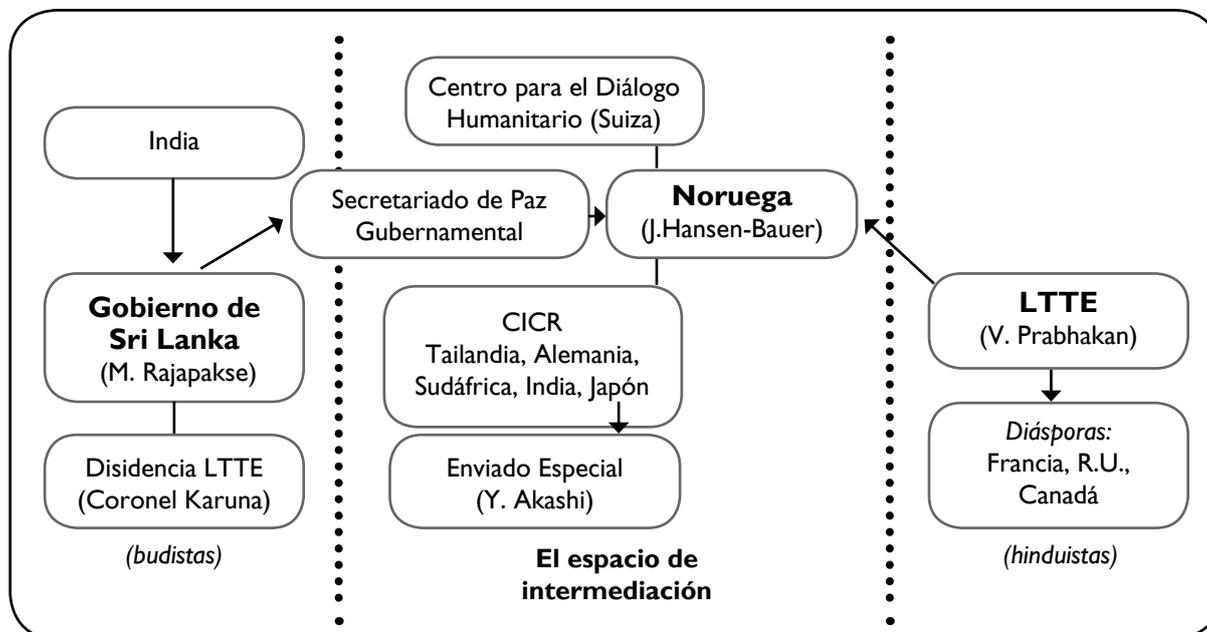 India
Gobierno de
Sri Lanka
(M. Rajapakse)
Disidencia LTTE
(Coronel Karuna)
(budistas)
Centro para el Diálogo
Humanitario (Suiza)
Secretariado de Paz
Gubernamental
Noruega
(J.Hansen-Bauer)
CICR
Tailandia, Alemania,
Sudáfrica, India, Japón
Enviado Especial
(Y. Akashi)
El espacio de
intermediación
LTTE
(V. Prabhakan)
Diásporas:
Francia, R.U.,
Canadá
(hinduistas)